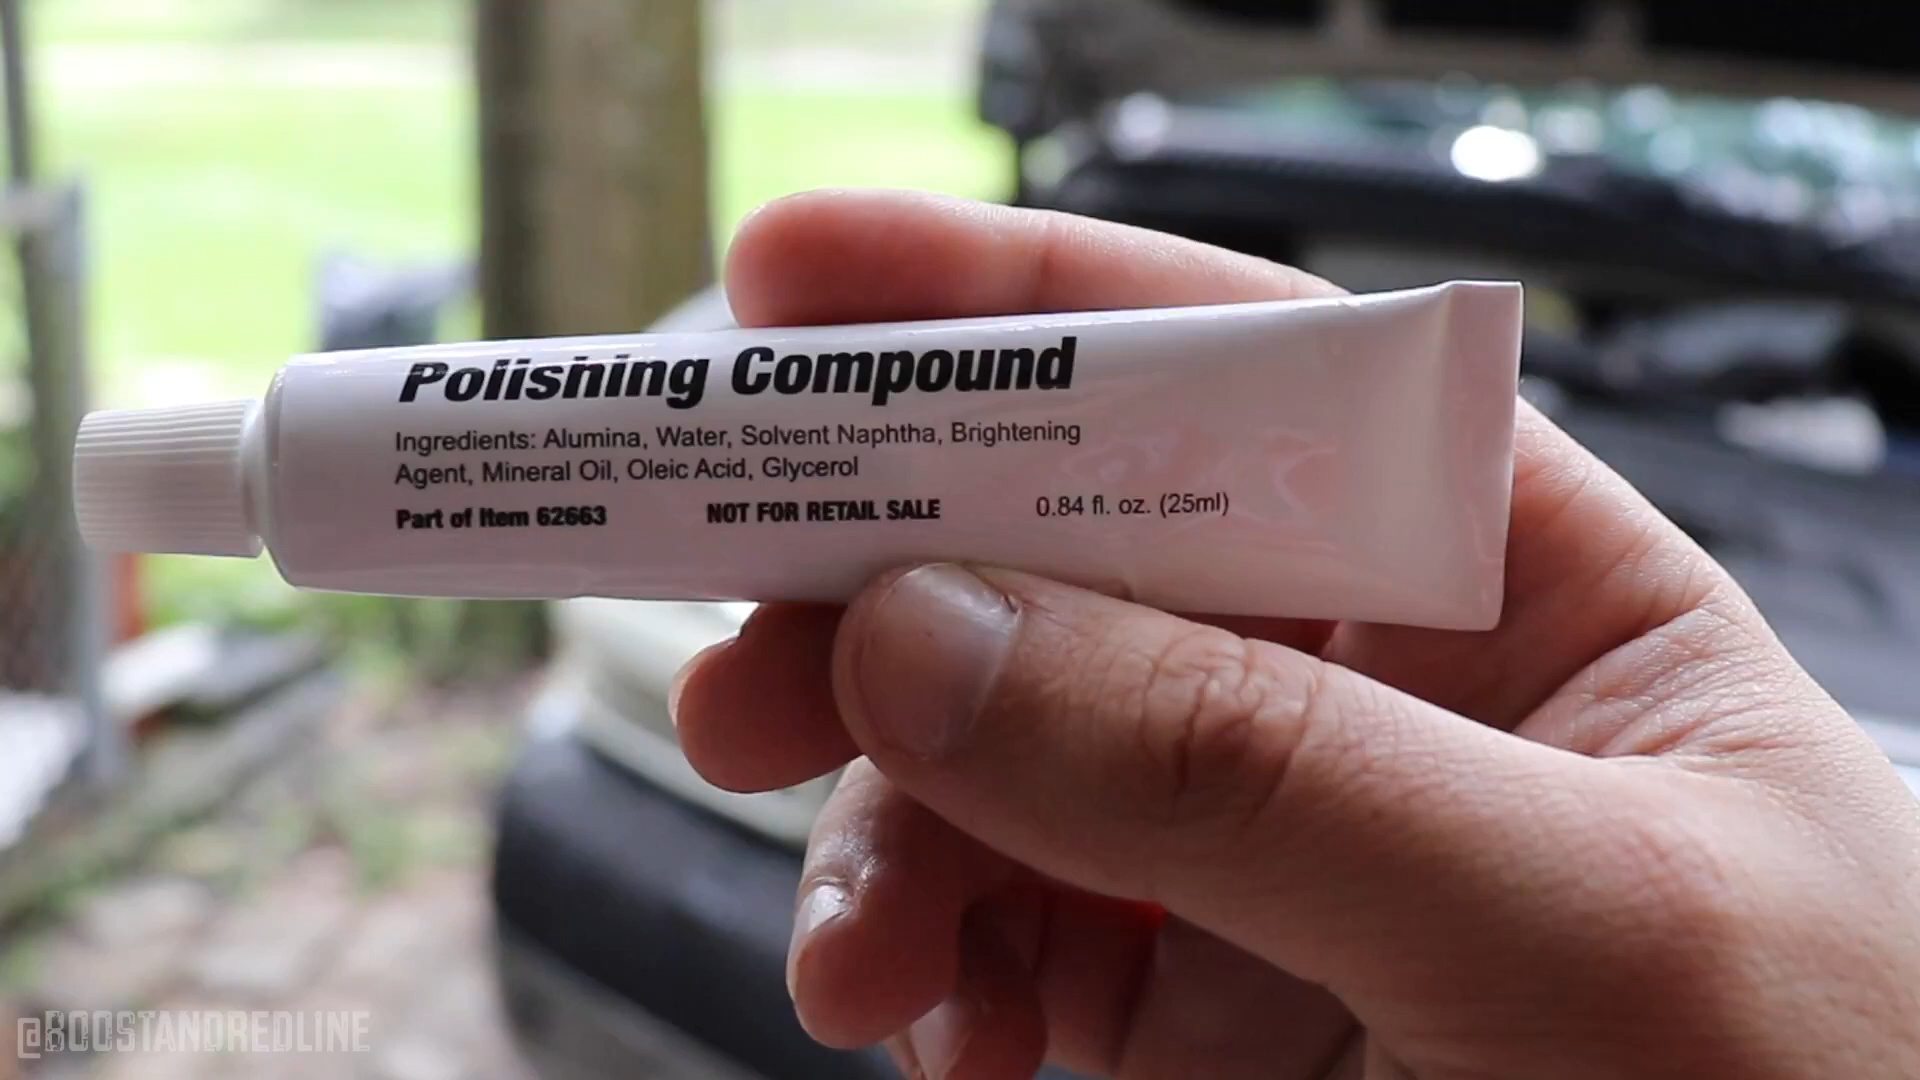 Polishing Compound
Ingredients: Alumina, Water, Solvent Naphtha, Brightening
Agent, Mineral Oil, Oleic Acid, Glycerol
Part of Item 62663 NOT FOR RETAIL SALE 0.84 fl. oz. (25ml)
@BOOSTANDREDLINE